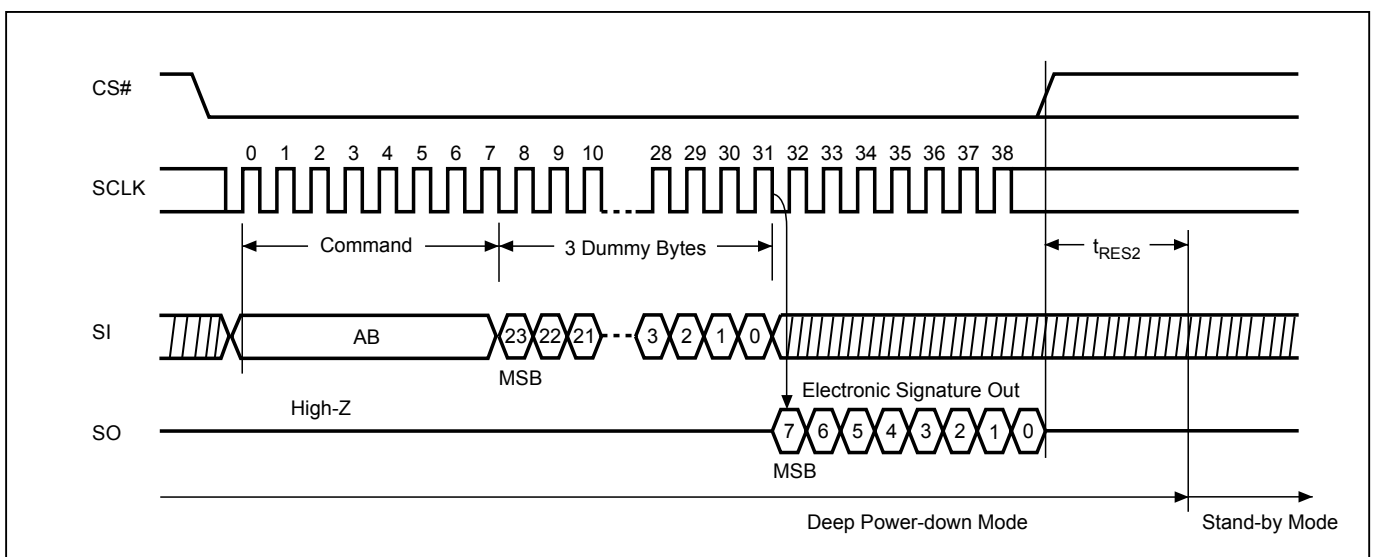 CS#
0 1 2 3 4 5 6 7 8 9 10 28 29 30 31 32 33 34 35 36 37 38
SCLK
Command 3 Dummy Bytes tRES2
SI AB 23 22 21 3 2 1 0
MSB
High-Z Electronic Signature Out
SO 7 6 5 4 3 2 1 0
MSB
Deep Power-down Mode Stand-by Mode